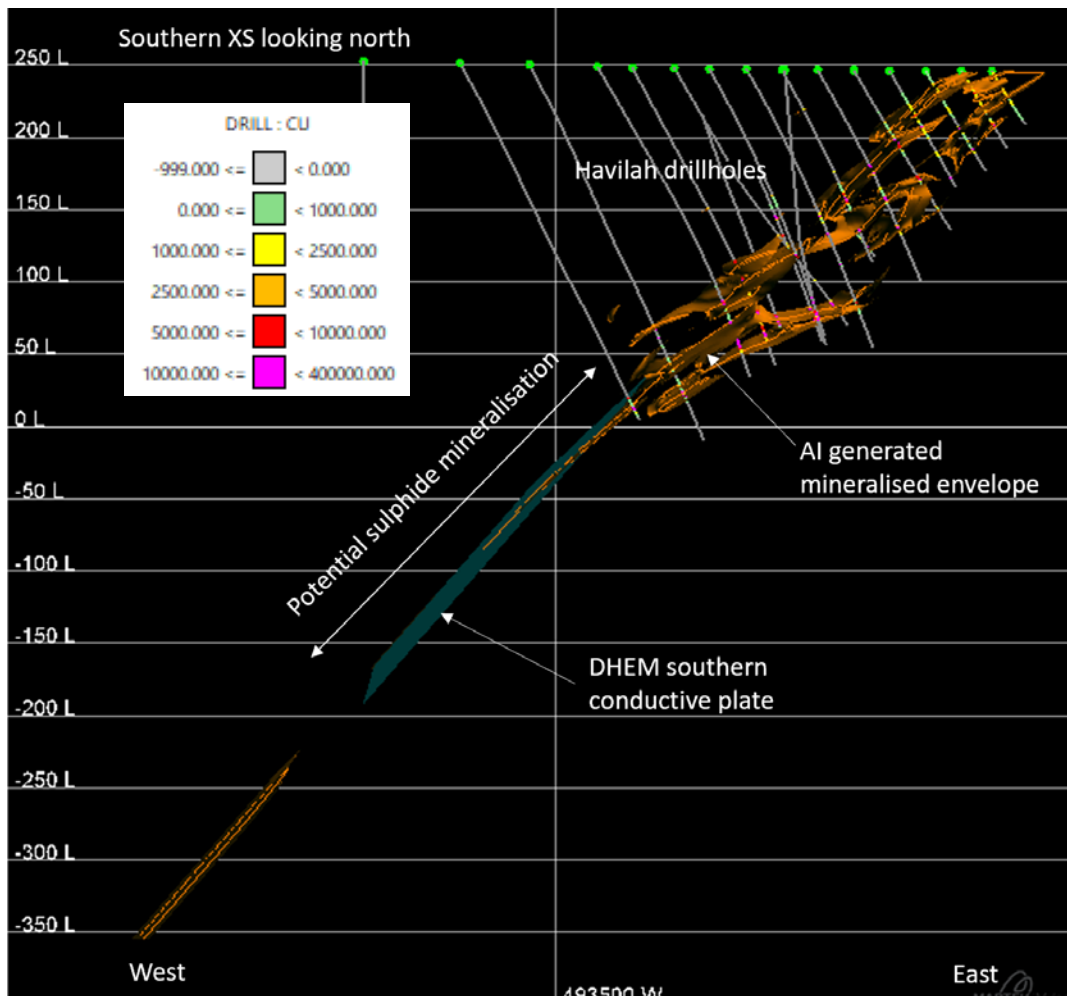 Southern XS looking north
250 L
DRILL : CU
-999.000 <= < 0.000
0.000 <= < 1000.000
1000.000 <= < 2500.000
2500.000 <= < 5000.000
5000.000 <= < 10000.000
10000.000 <= < 400000.000
200 L
Havilah drillholes
150 L
100 L
50 L
Potential sulphide mineralisation
0 L
AI generated
mineralised envelope
-50 L
-100 L
-150 L
DHEM southern
conductive plate
-200 L
-250 L
-300 L
-350 L
West
East
493500 W